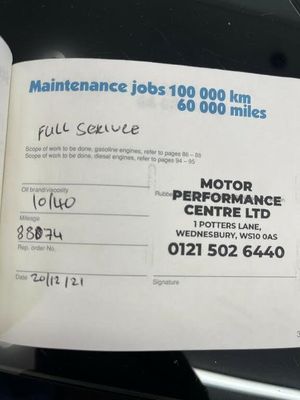 Maintenance jobs 100 000 km
60 000 miles
FULL SERVICE
Scope of work to be done, gasoline engines, refer to pages 86 – 88
Scope of work to be done, diesel engines, refer to pages 94 – 95
Oil brand/viscosity
10/40
Rubbe
MOTOR
PERFORMANCE
CENTRE LTD
1 POTTERS LANE,
WEDNESBURY, WS10 0AS
0121 502 6440
Mileage
88074
Rep. order No.
Date 20/12/21
Signature